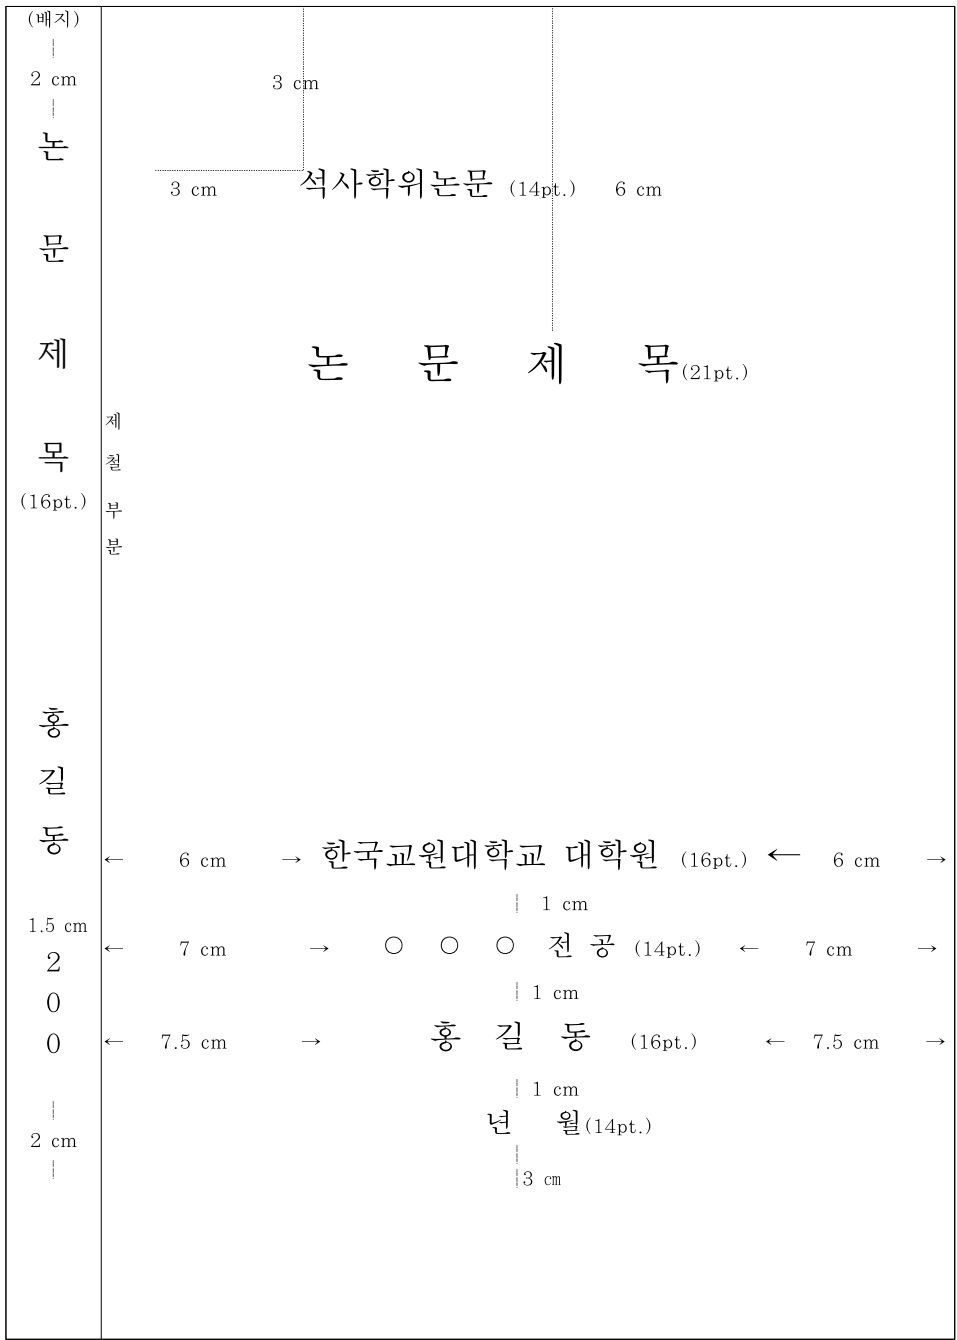 (배지)
2 cm
논
문
제
목
(16pt.)
홍
길
동
1.5 cm
2
0
0
2 cm
제
철
부
분
3 cm
3 cm 석사학위논문 (14pt.) 6 cm
논 문 제 목(21pt.)
← 6 cm → 한국교원대학교 대학원 (16pt.) ← 6 cm →
1 cm
← 7 cm → ○ ○ ○ 전 공 (14pt.) ← 7 cm →
1 cm
← 7.5 cm → 홍 길 동 (16pt.) ← 7.5 cm →
1 cm
년 월(14pt.)
3 ㎝